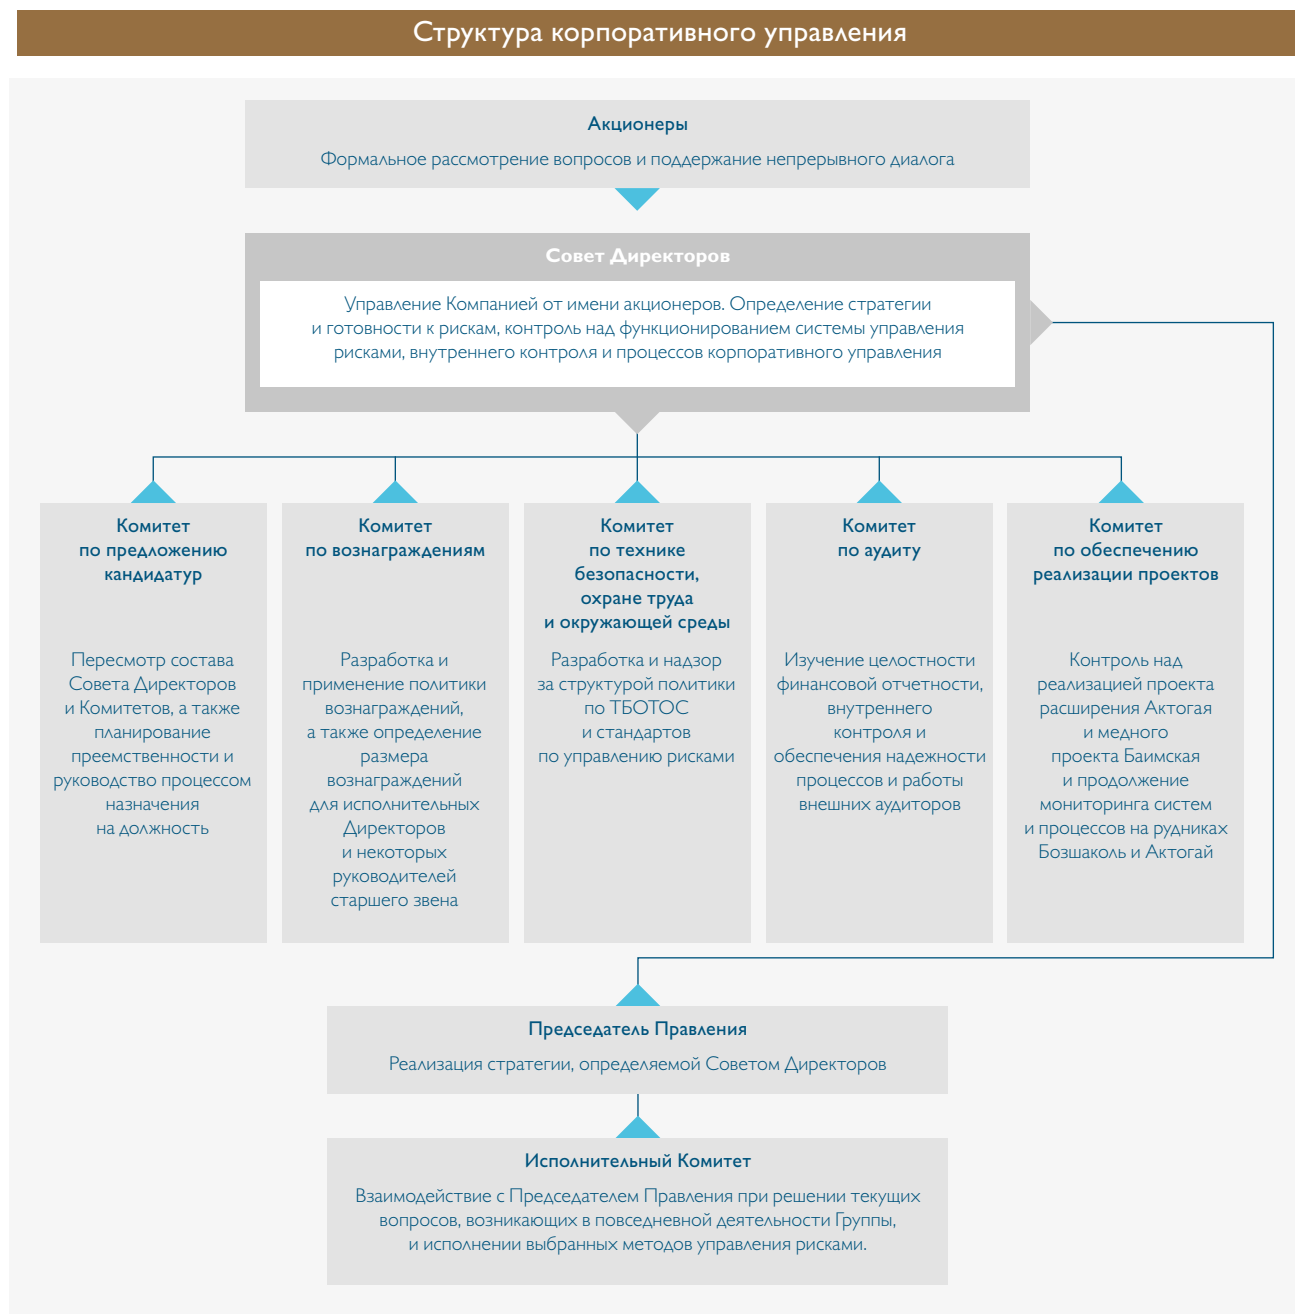 Структура корпоративного управления
Акционеры
Формальное рассмотрение вопросов и поддержание непрерывного диалога
Совет Директоров
Управление Компанией от имени акционеров. Определение стратегии
и готовности к рискам, контроль над функционированием системы управления
рисками, внутреннего контроля и процессов корпоративного управления
Комитет
по предложению
кандидатур
Пересмотр состава
Совета Директоров
и Комитетов, а также
планирование
преемственности и
руководство процессом
назначения
на должность
Комитет
по вознаграждениям
Разработка и
применение политики
вознаграждений,
а также определение
размера
вознаграждений
для исполнительных
Директоров
и некоторых
руководителей
старшего звена
Комитет
по технике
безопасности,
охране труда
и окружающей среды
Разработка и надзор
за структурой политики
по ТБОТОС
и стандартов
по управлению рисками
Комитет
по аудиту
Изучение целостности
финансовой отчетности,
внутреннего
контроля и
обеспечения надежности
процессов и работы
внешних аудиторов
Комитет
по обеспечению
реализации проектов
Контроль над
реализацией проекта
расширения Актогая
и медного
проекта Баимская
и продолжение
мониторинга систем
и процессов на рудниках
Бозшаколь и Актогай
Председатель Правления
Реализация стратегии, определяемой Советом Директоров
Исполнительный Комитет
Взаимодействие с Председателем Правления при решении текущих
вопросов, возникающих в повседневной деятельности Группы,
и исполнении выбранных методов управления рисками.